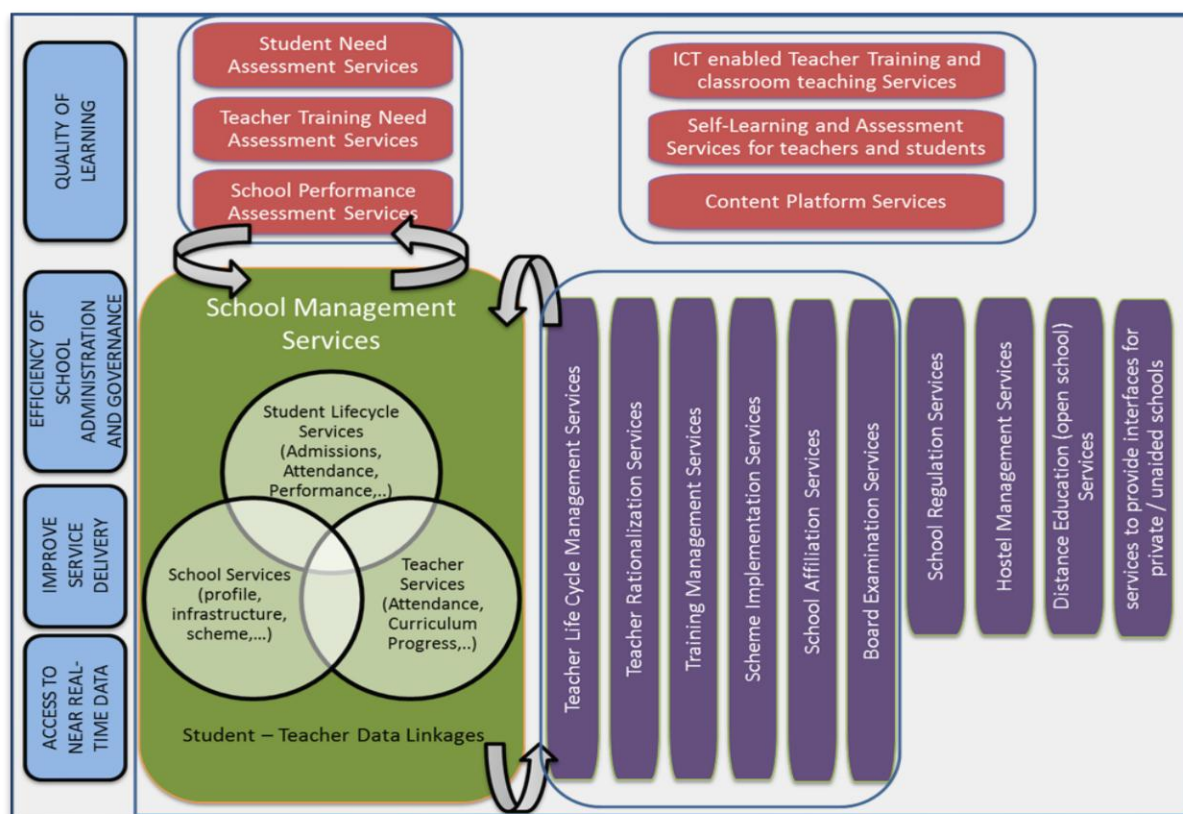 QUALITY OF
LEARNING
Student Need
Assessment Services
Teacher Training Need
Assessment Services
School Performance
Assessment Services
ICT enabled Teacher Training and
classroom teaching Services
Self-Learning and Assessment
Services for teachers and students
Content Platform Services
EFFICIENCY OF
SCHOOL
ADMINISTRATION
AND GOVERNANCE
IMPROVE
SERVICE
DELIVERY
ACCESS TO
NEAR REAL-
TIME DATA
School Management
Services
Student Lifecycle
Services
(Admissions,
Attendance,
Performance,..)
School Services
(profile,
infrastructure,
scheme,...)
Teacher
Services
(Attendance,
Curriculum
Progress,..)
Student – Teacher Data Linkages
Teacher Life Cycle Management Services
Teacher Rationalization Services
Training Management Services
Scheme Implementation Services
School Affiliation Services
Board Examination Services
School Regulation Services
Hostel Management Services
Distance Education (open school)
Services
services to provide interfaces for
private / unaided schools